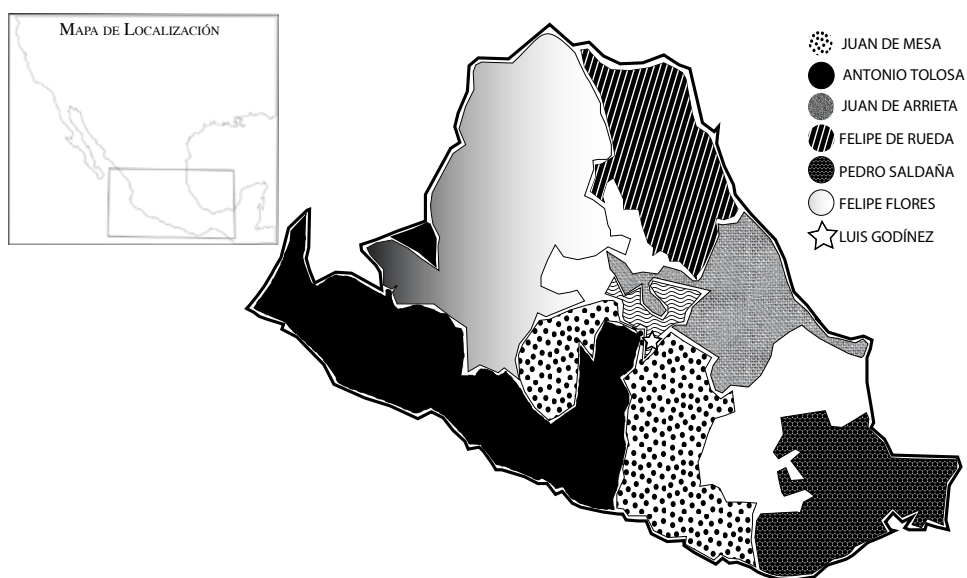 MAPA DE LOCALIZACIÓN
JUAN DE MESA
ANTONIO TOLOSA
JUAN DE ARRIETA
FELIPE DE RUEDA
PEDRO SALDAÑA
FELIPE FLORES
LUIS GODÍNEZ